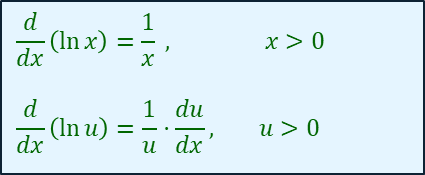 d/dx (ln x) = 1/x , x > 0
d/dx (ln u) = 1/u · du/dx , u > 0